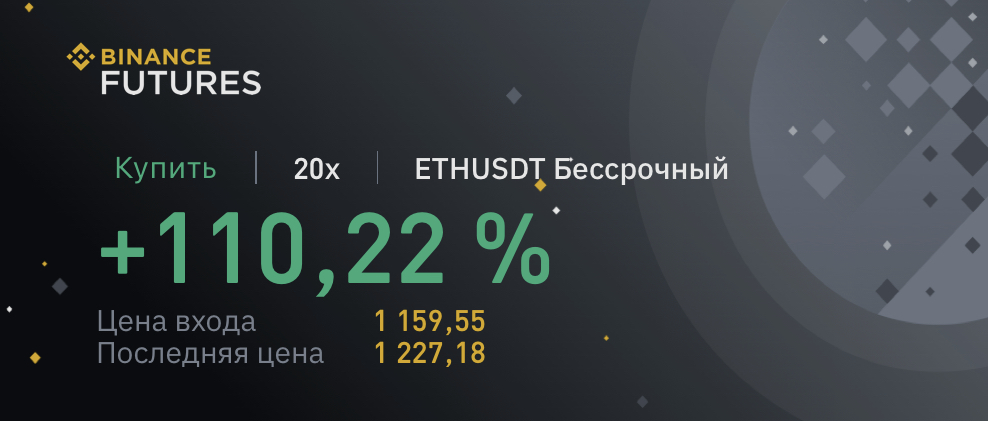 BINANCE
FUTURES
Купить 20x ETHUSDT Бессрочный
+110,22 %
Цена входа 1 159,55
Последняя цена 1 227,18